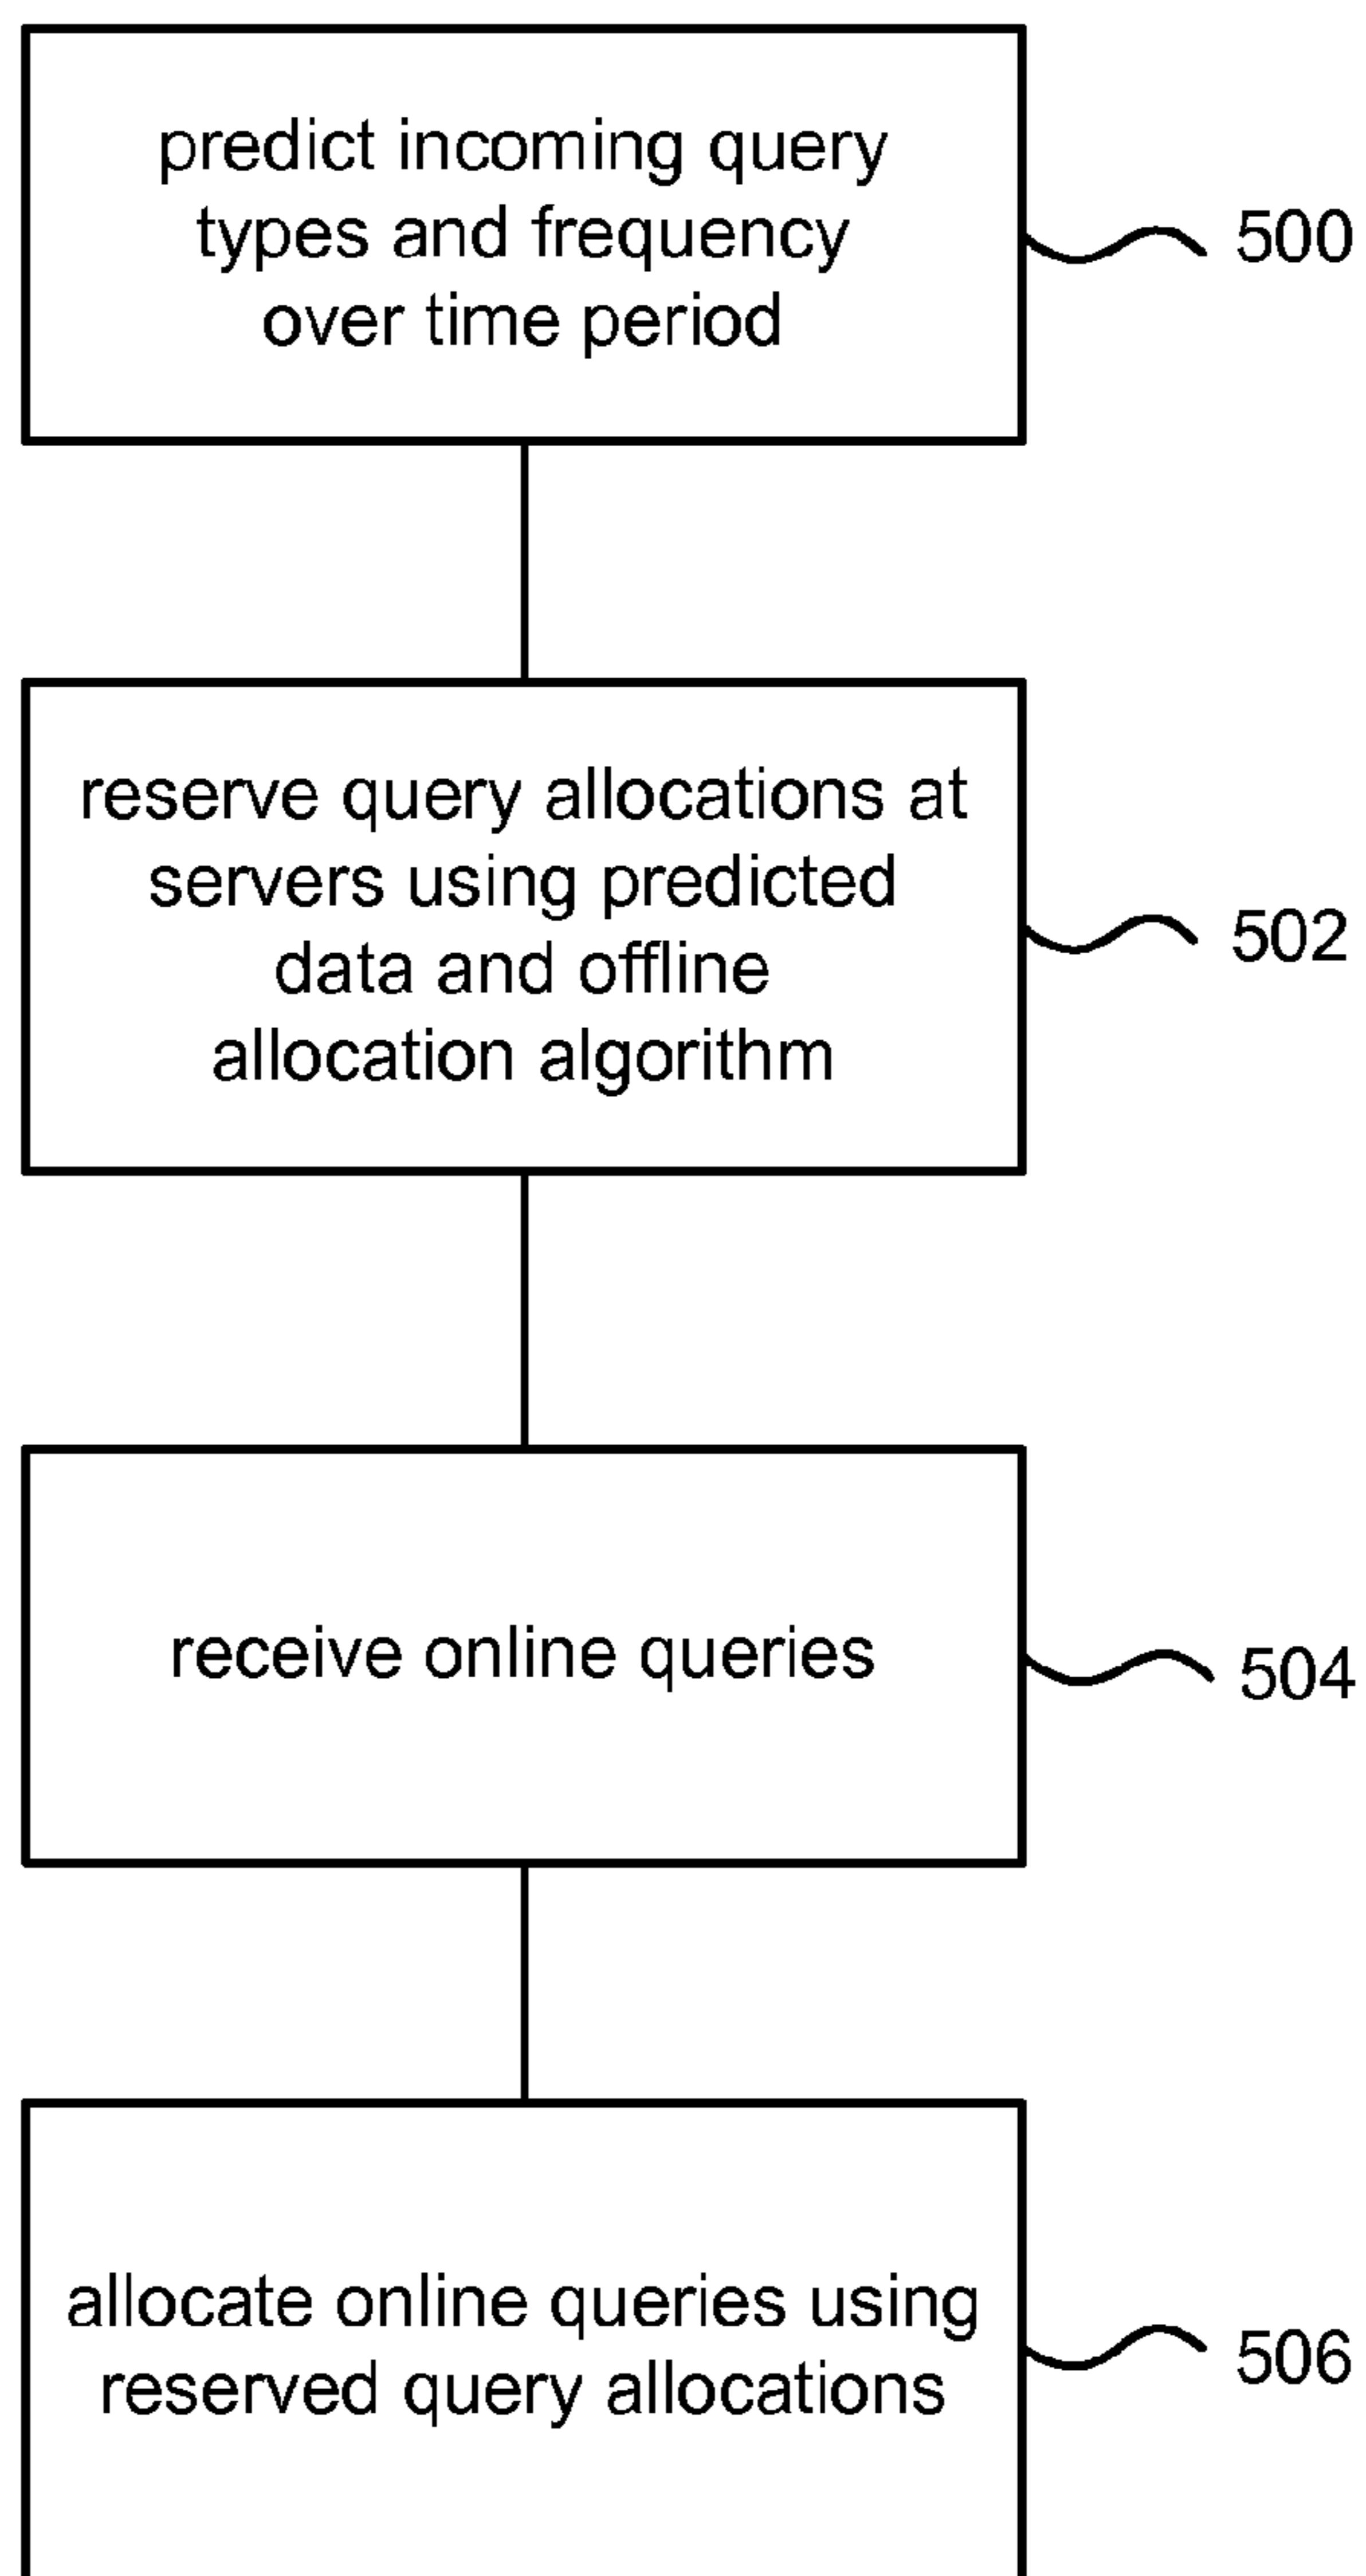 predict incoming query
types and frequency
over time period
500
reserve query allocations at
servers using predicted
data and offline
allocation algorithm
502
receive online queries
504
allocate online queries using
reserved query allocations
506